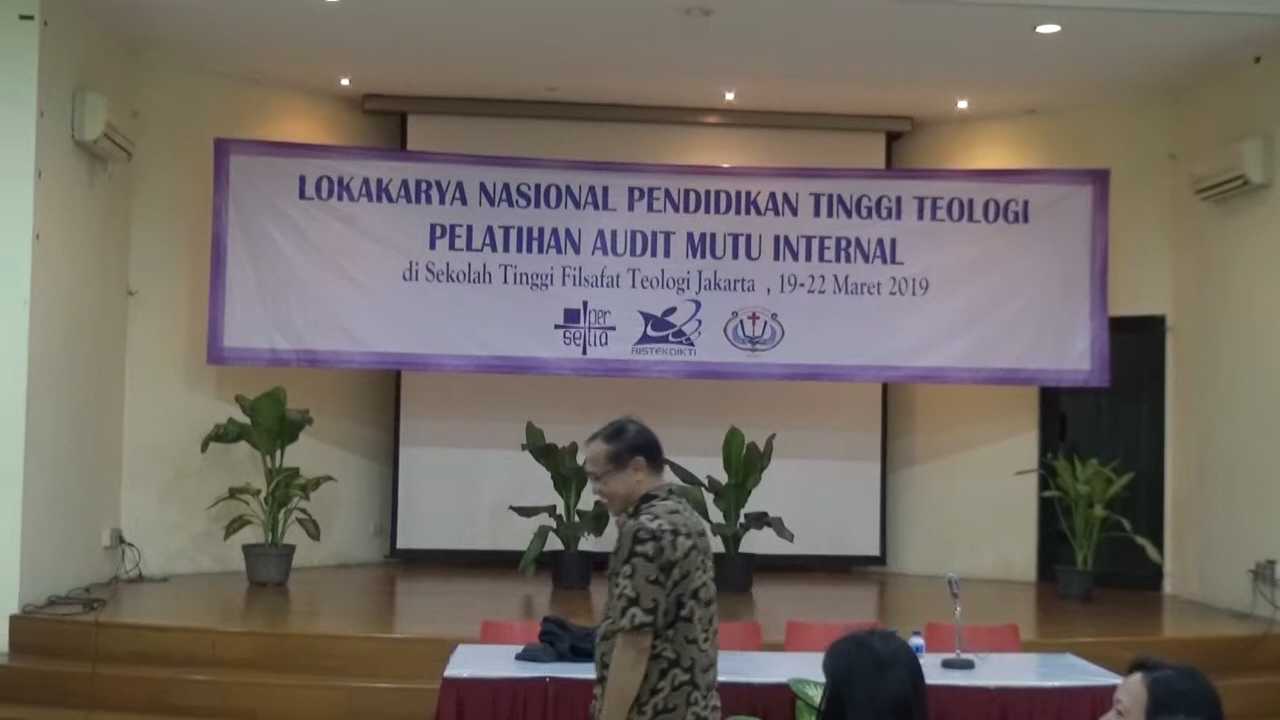 LOKAKARYA NASIONAL PENDIDIKAN TINGGI TEOLOGI
PELATIHAN AUDIT MUTU INTERNAL
di Sekolah Tinggi Filsafat Teologi Jakarta , 19-22 Maret 2019
per
setia
RISTEKDIKTI